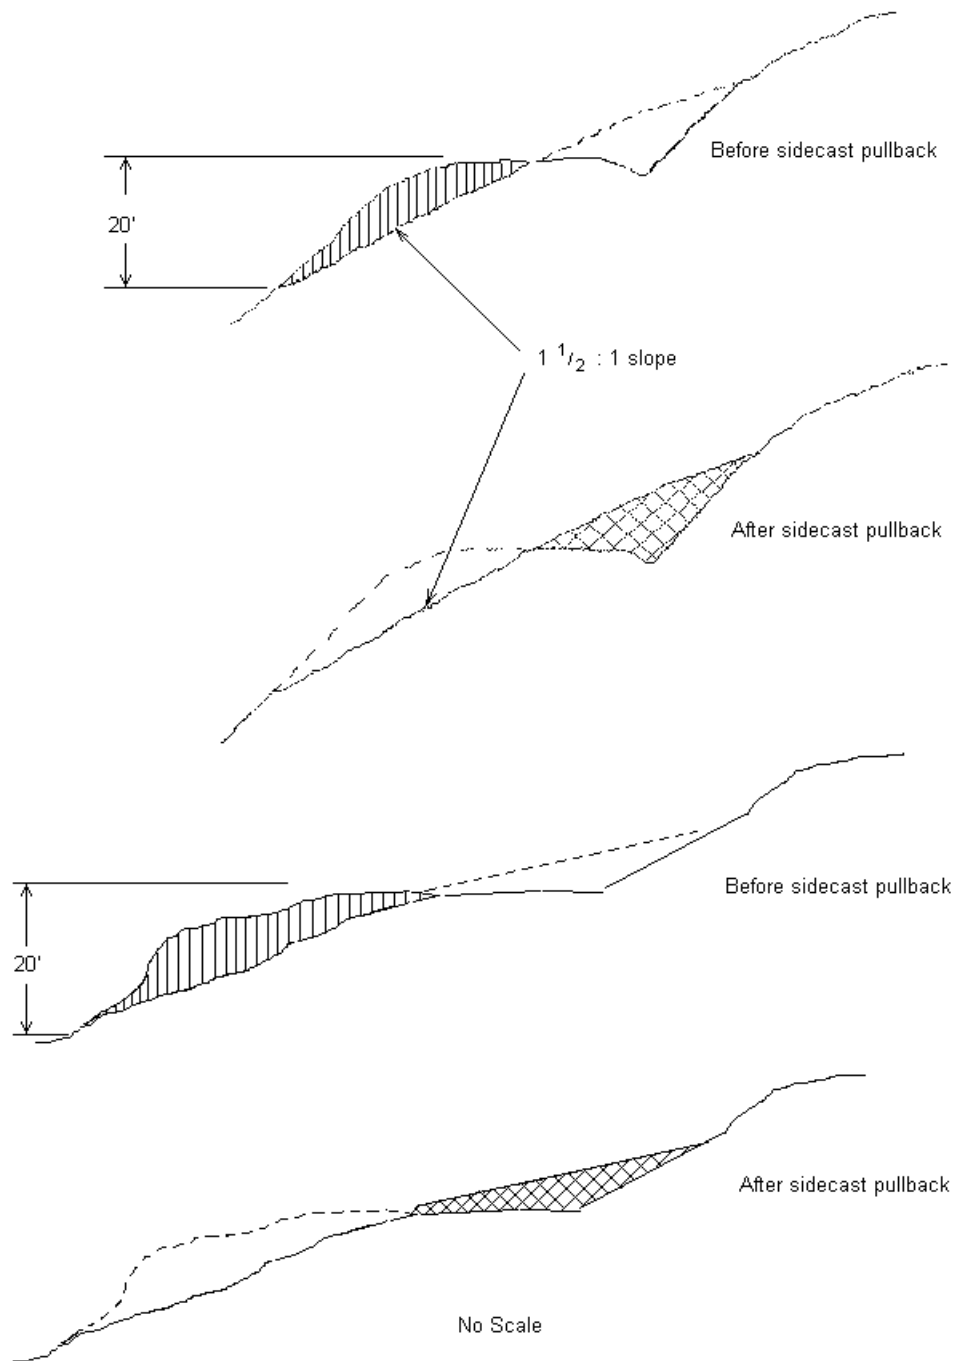 Before sidecast pullback
20'
1 1/2 : 1 slope
After sidecast pullback
Before sidecast pullback
20'
After sidecast pullback
No Scale